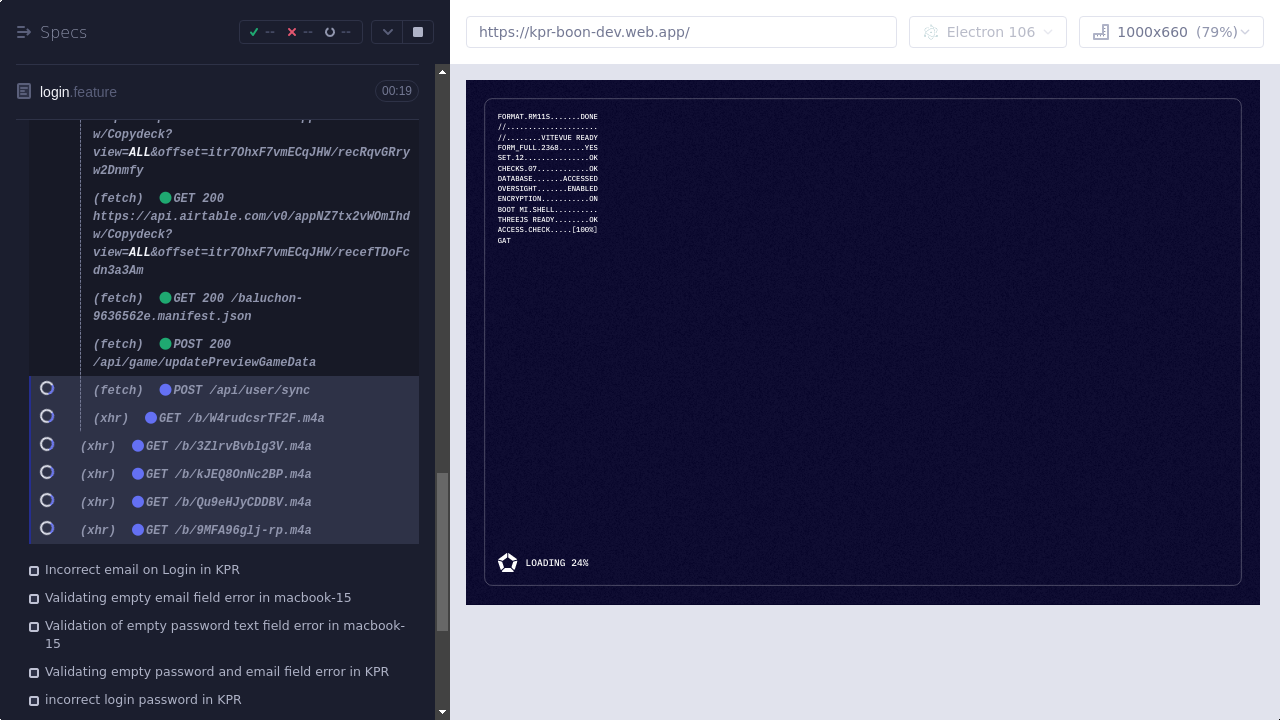 Specs
--
--
--
https://kpr-boon-dev.web.app/
Electron 106
1000x660 (79%)
login.feature
00:19
w/Copydeck?
view=ALL&offset=itr7OhxF7vmECqJHW/recRqvGRry
w2Dnmfy
(fetch) GET 200
https://api.airtable.com/v0/appNZ7tx2vWOmIhd
w/Copydeck?
view=ALL&offset=itr7OhxF7vmECqJHW/recefTDoFc
dn3a3Am
(fetch) GET 200 /baluchon-
9636562e.manifest.json
(fetch) POST 200
/api/game/updatePreviewGameData
(fetch) POST /api/user/sync
(xhr) GET /b/W4rudcsrTF2F.m4a
(xhr) GET /b/3ZlrvBvblg3V.m4a
(xhr) GET /b/kJEQ8OnNc2BP.m4a
(xhr) GET /b/Qu9eHJyCDDBV.m4a
(xhr) GET /b/9MFA96glj-rp.m4a
Incorrect email on Login in KPR
Validating empty email field error in macbook-15
Validation of empty password text field error in macbook-
15
Validating empty password and email field error in KPR
incorrect login password in KPR
FORMAT.RM11S.......DONE
//.....................
//........VITEVUE READY
FORM_FULL.2368......YES
SET.12...............OK
CHECKS.07............OK
DATABASE.......ACCESSED
OVERSIGHT.......ENABLED
ENCRYPTION...........ON
BOOT MI.SHELL..........
THREEJS READY........OK
ACCESS.CHECK.....[100%]
GAT
LOADING 24%